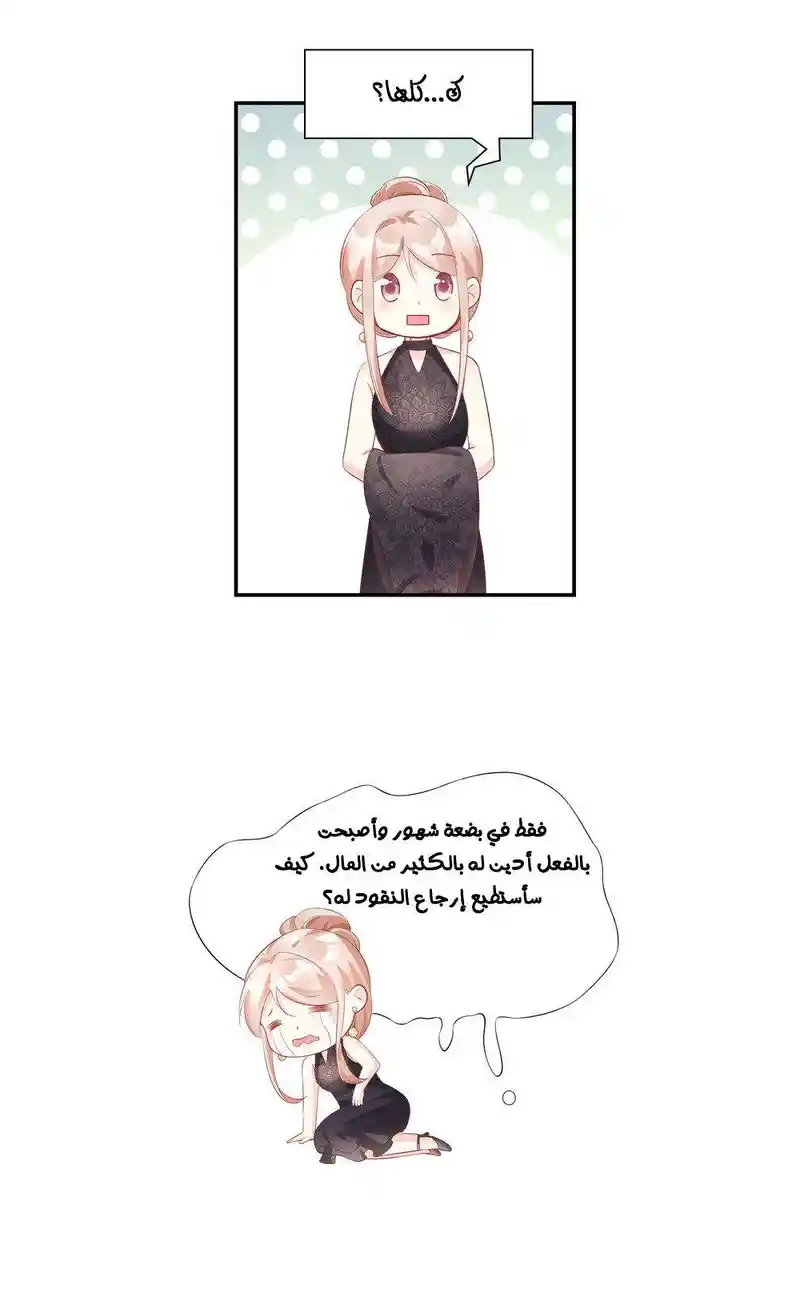 ك...كلها؟
فقط في بضعة شهور وأصبحت
بالفعل أدين له بالكثير من المال. كيف
سأستطيع إرجاع النقود له؟